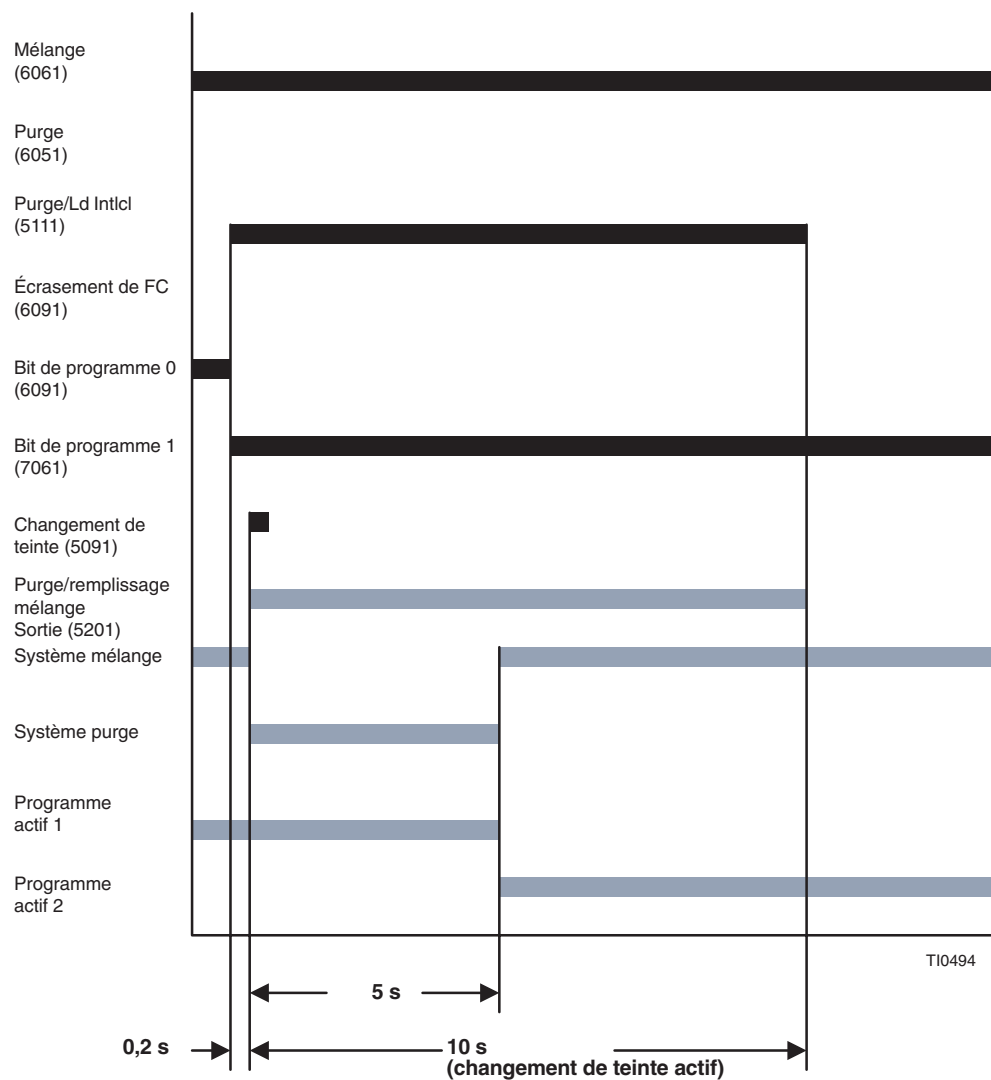 Mélange
(6061)
Purge
(6051)
Purge/Ld Intlcl
(5111)
Écrasement de FC
(6091)
Bit de programme 0
(6091)
Bit de programme 1
(7061)
Changement de
teinte (5091)
Purge/remplissage
mélange
Sortie (5201)
Système mélange
Système purge
Programme
actif 1
Programme
actif 2
TI0494
5 s
0,2 s
10 s
(changement de teinte actif)